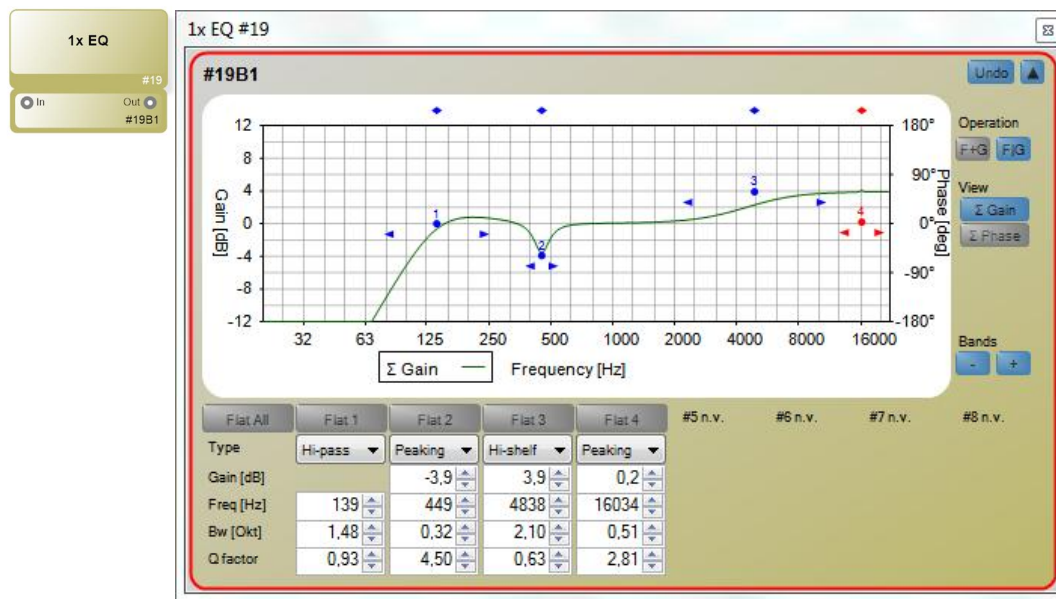 1x EQ
#19
In Out
#19B1
1x EQ #19
#19B1
Undo
12 180°
8
4 90°
0 0°
-4
-8 -90°
-12 -180°
Gain [dB]
Phase [deg]
1
2
3
4
32 63 125 250 500 1000 2000 4000 8000 16000
Σ Gain Frequency [Hz]
Operation
F+G F|G
View
Σ Gain
Σ Phase
Bands
- +
Flat All Flat 1 Flat 2 Flat 3 Flat 4 #5 n.v. #6 n.v. #7 n.v. #8 n.v.
Type Hi-pass Peaking Hi-shelf Peaking
Gain [dB] -3,9 3,9 0,2
Freq [Hz] 139 449 4838 16034
Bw [Okt] 1,48 0,32 2,10 0,51
Q factor 0,93 4,50 0,63 2,81